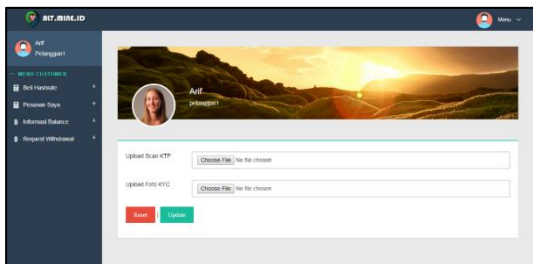 ALT.MINE.ID
Menu
Arif
Pelanggan1
MENU CUSTOMER
Beli Hashrate +
Pesanan Saya +
Informasi Balance +
Request Withdrawal +
Arif
pelanggan1
Upload Scan KTP
Choose File No file chosen
Upload Foto KYC
Choose File No file chosen
Reset | Update